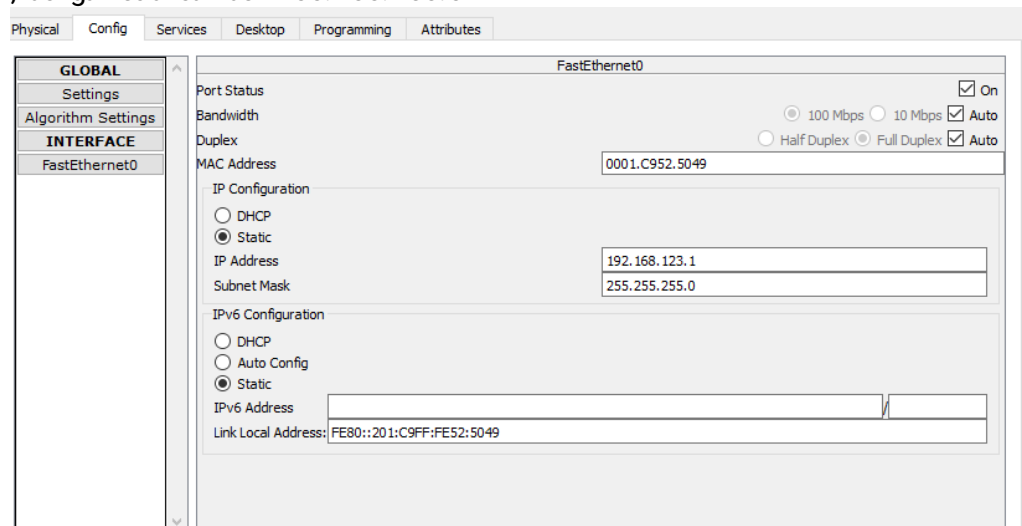 Physical Config Services Desktop Programming Attributes
FastEthernet0
GLOBAL
Settings
Algorithm Settings
INTERFACE
FastEthernet0
Port Status On
Bandwidth 100 Mbps 10 Mbps Auto
Duplex Half Duplex Full Duplex Auto
MAC Address 0001.C952.5049
IP Configuration
DHCP
Static
IP Address 192.168.123.1
Subnet Mask 255.255.255.0
IPv6 Configuration
DHCP
Auto Config
Static
IPv6 Address /
Link Local Address: FE80::201:C9FF:FE52:5049